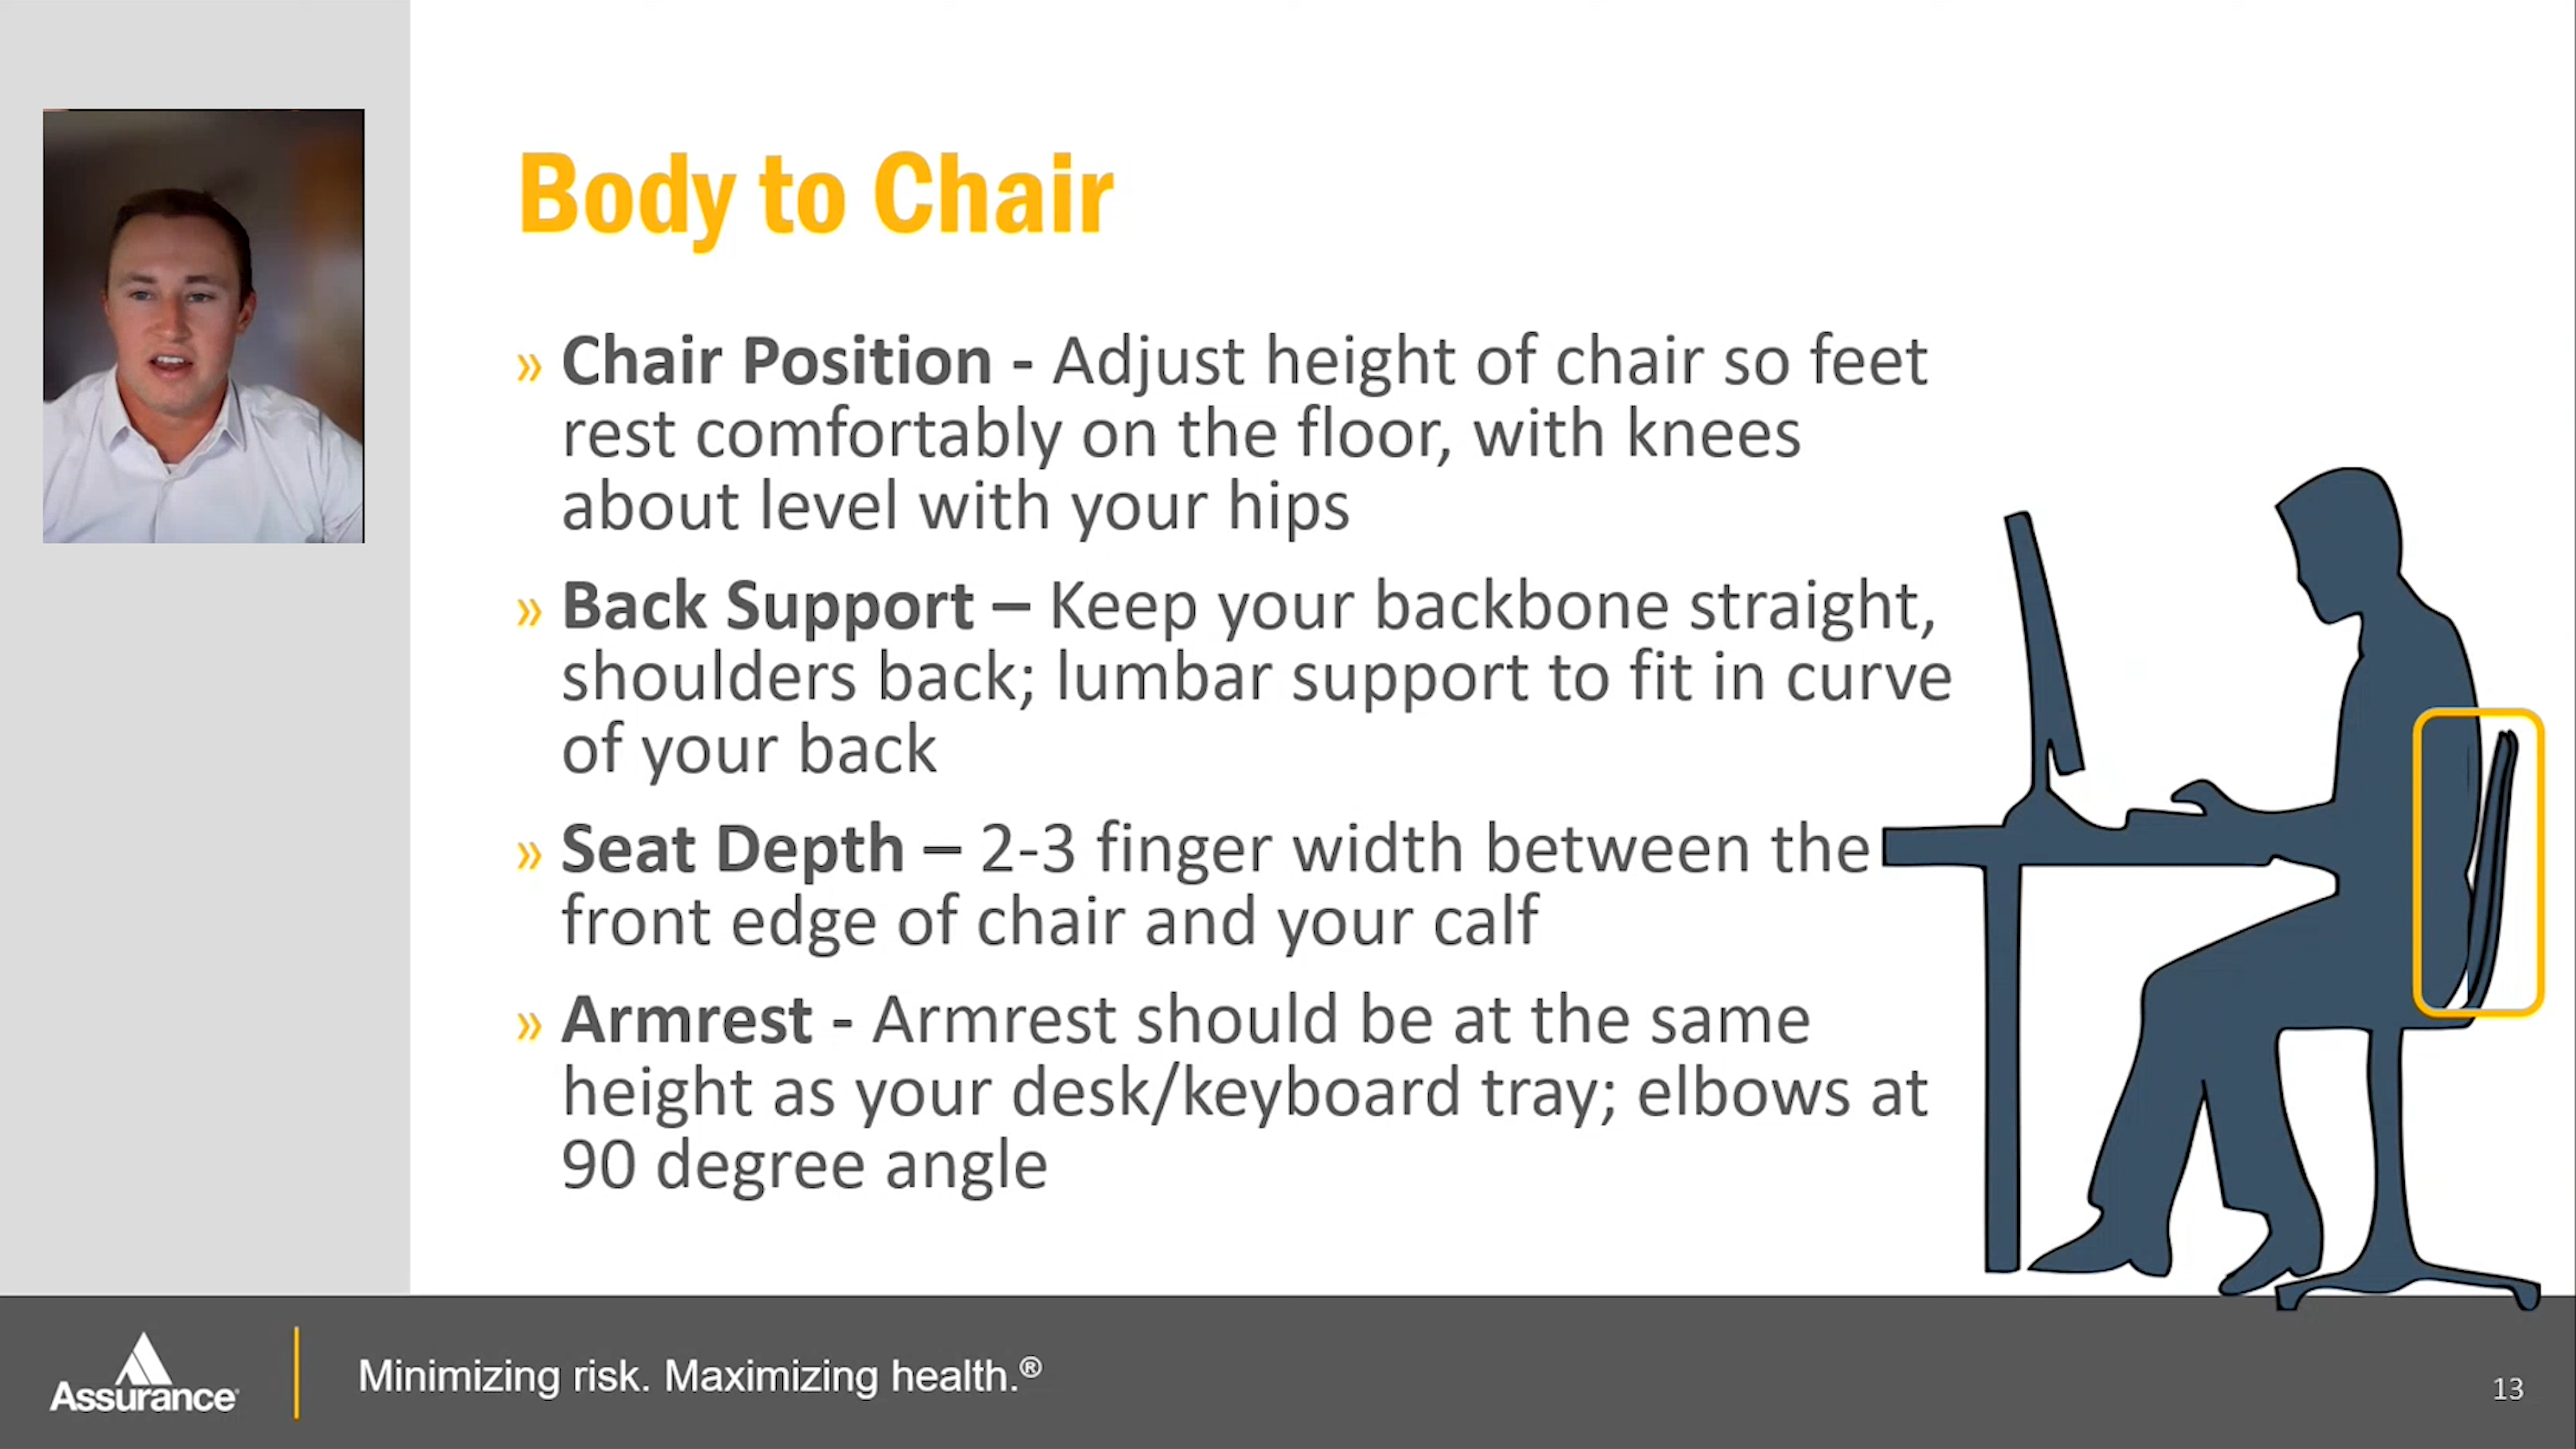 Body to Chair
» Chair Position - Adjust height of chair so feet
rest comfortably on the floor, with knees
about level with your hips
» Back Support – Keep your backbone straight,
shoulders back; lumbar support to fit in curve
of your back
» Seat Depth – 2-3 finger width between the
front edge of chair and your calf
» Armrest - Armrest should be at the same
height as your desk/keyboard tray; elbows at
90 degree angle
Assurance
Minimizing risk. Maximizing health.®
13